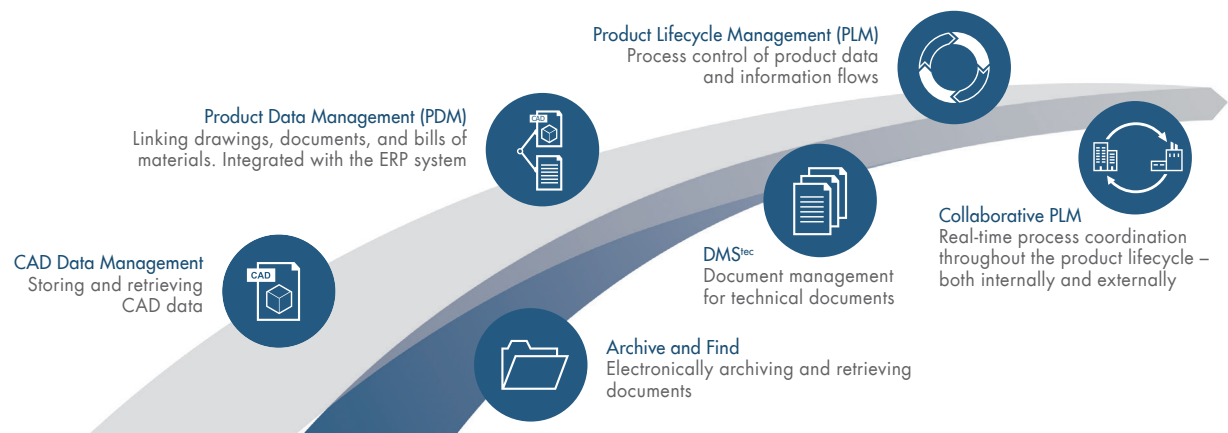 Product Lifecycle Management (PLM)
Process control of product data
and information flows
Product Data Management (PDM)
Linking drawings, documents, and bills of
materials. Integrated with the ERP system
CAD
CAD Data Management
Storing and retrieving
CAD data
CAD
DMStec
Document management
for technical documents
Collaborative PLM
Real-time process coordination
throughout the product lifecycle –
both internally and externally
Archive and Find
Electronically archiving and retrieving
documents